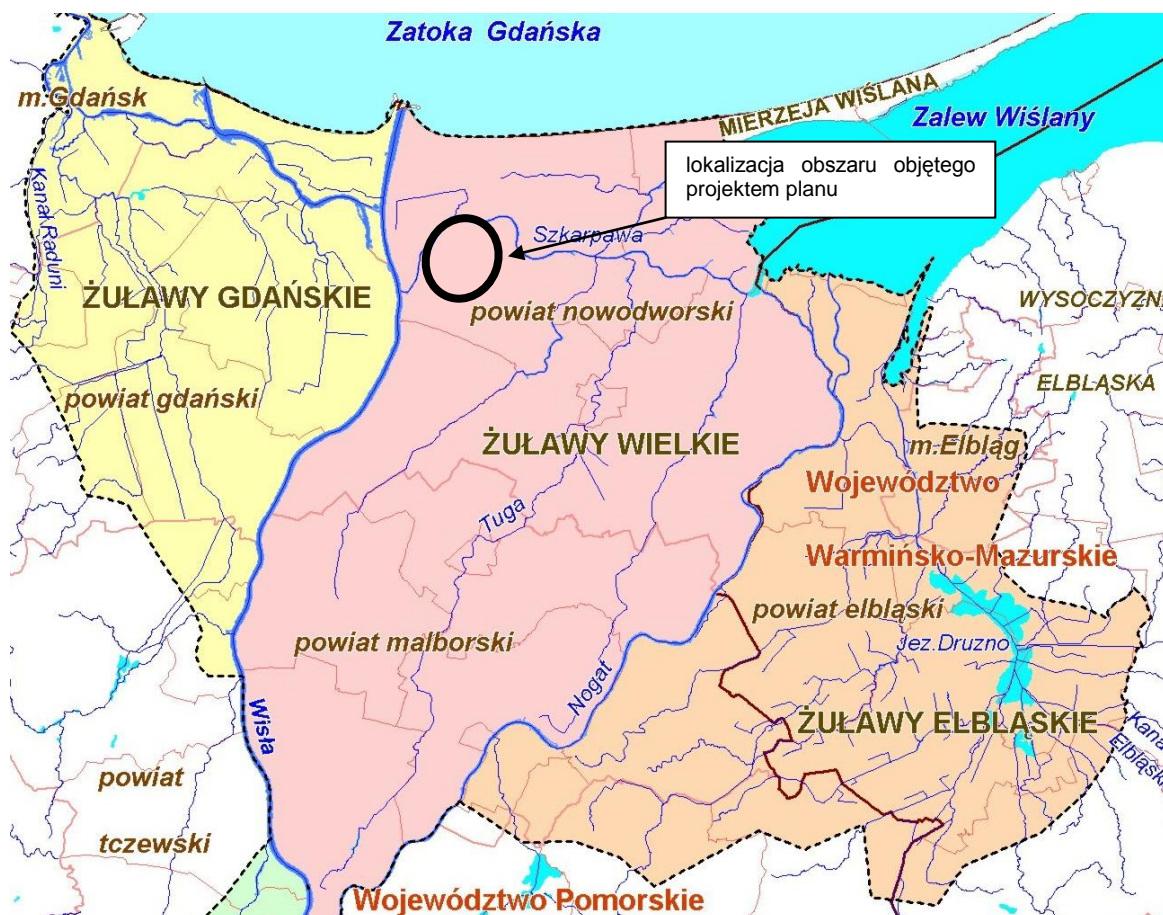 Zatoka Gdańska
m.Gdańsk
MIERZEJA WIŚLANA
Zalew Wiślany
lokalizacja obszaru objętego
projektem planu
Kanał Raduni
Szkarpawa
ŻUŁAWY GDAŃSKIE
powiat nowodworski
WYSOCZYZN
ELBLĄSKA
powiat gdański
ŻUŁAWY WIELKIE
m.Elbląg
Województwo
Tuga
Warmińsko-Mazurskie
powiat elbląski
powiat malborski
Jez.Druzno
Nogat
Wisła
ŻUŁAWY ELBLĄSKIE
Kana
Elbląski
powiat
tczewski
Województwo Pomorskie